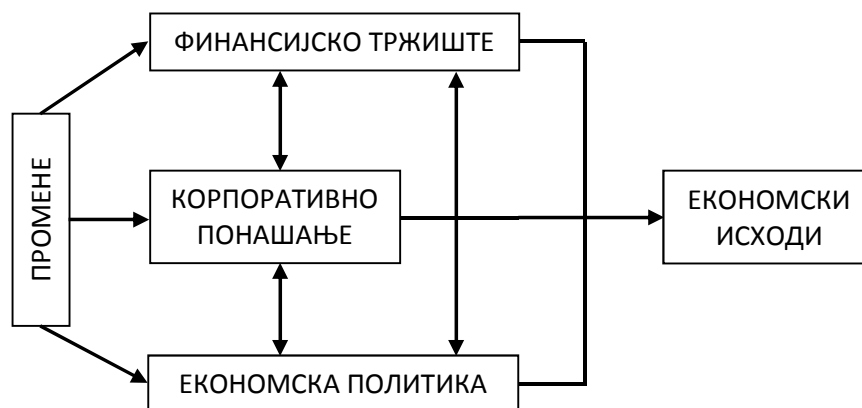 ФИНАНСИЈСКО ТРЖИШТЕ
ПРОМЕНЕ
КОРПОРАТИВНО
ПОНАШАЊЕ
ЕКОНОМСКИ
ИСХОДИ
ЕКОНОМСКА ПОЛИТИКА